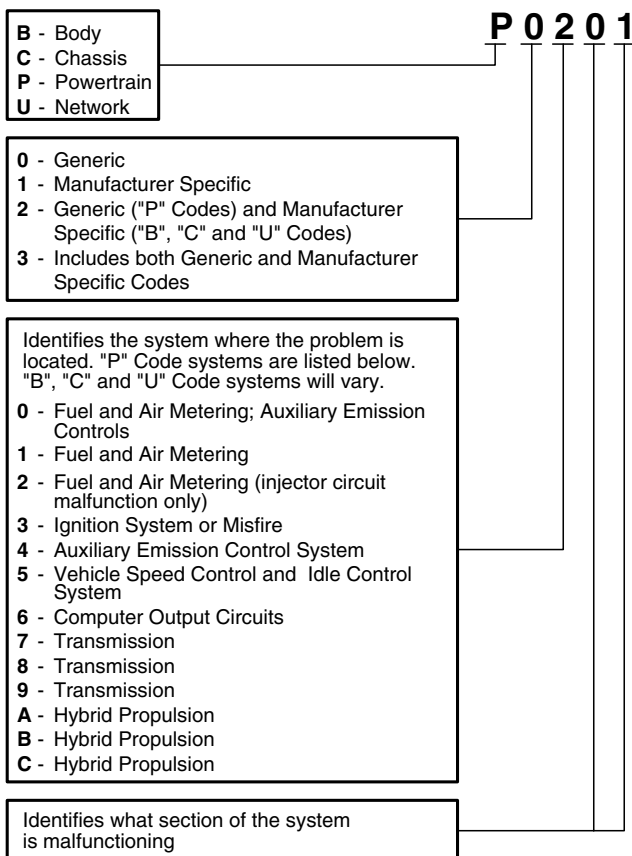 P 0 2 0 1
B - Body
C - Chassis
P - Powertrain
U - Network
0 - Generic
1 - Manufacturer Specific
2 - Generic ("P" Codes) and Manufacturer
Specific ("B", "C" and "U" Codes)
3 - Includes both Generic and Manufacturer
Specific Codes
Identifies the system where the problem is
located. "P" Code systems are listed below.
"B", "C" and "U" Code systems will vary.
0 - Fuel and Air Metering; Auxiliary Emission
Controls
1 - Fuel and Air Metering
2 - Fuel and Air Metering (injector circuit
malfunction only)
3 - Ignition System or Misfire
4 - Auxiliary Emission Control System
5 - Vehicle Speed Control and Idle Control
System
6 - Computer Output Circuits
7 - Transmission
8 - Transmission
9 - Transmission
A - Hybrid Propulsion
B - Hybrid Propulsion
C - Hybrid Propulsion
Identifies what section of the system
is malfunctioning